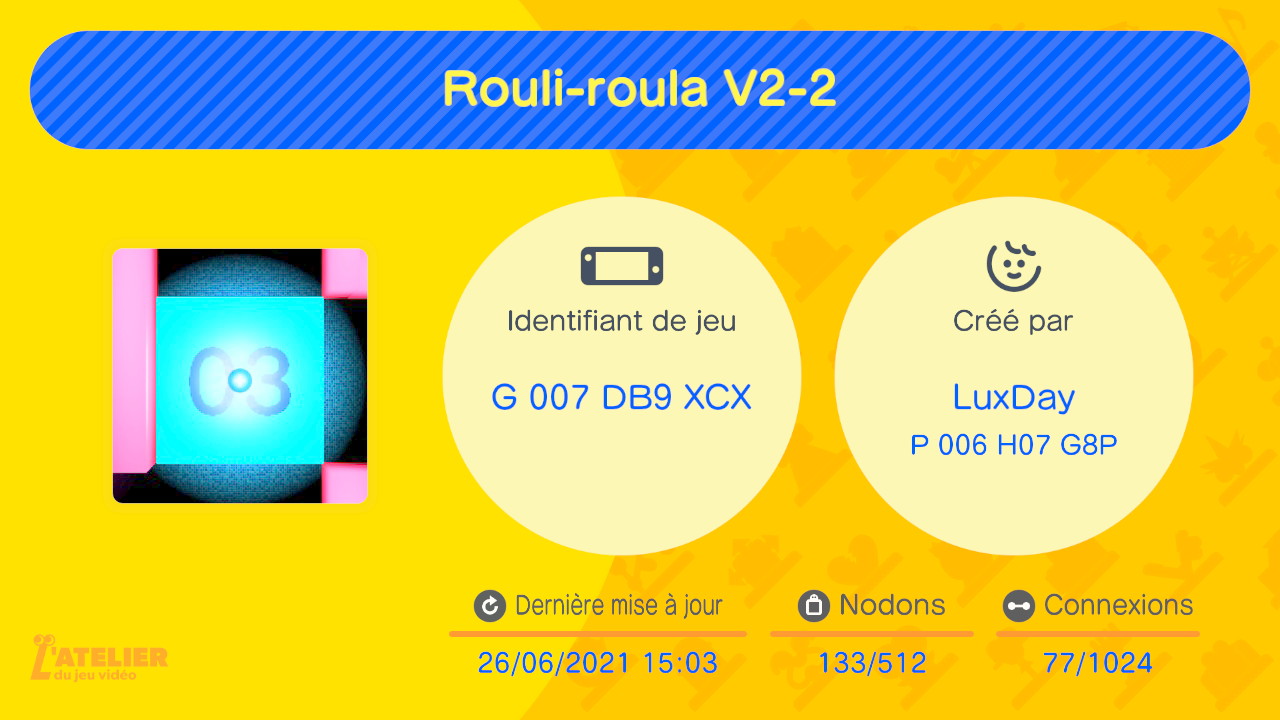 Rouli-roula V2-2
03
Identifiant de jeu
G 007 DB9 XCX
Créé par
LuxDay
P 006 H07 G8P
Dernière mise à jour
26/06/2021 15:03
Nodons
133/512
Connexions
77/1024
L'ATELIER
du jeu vidéo